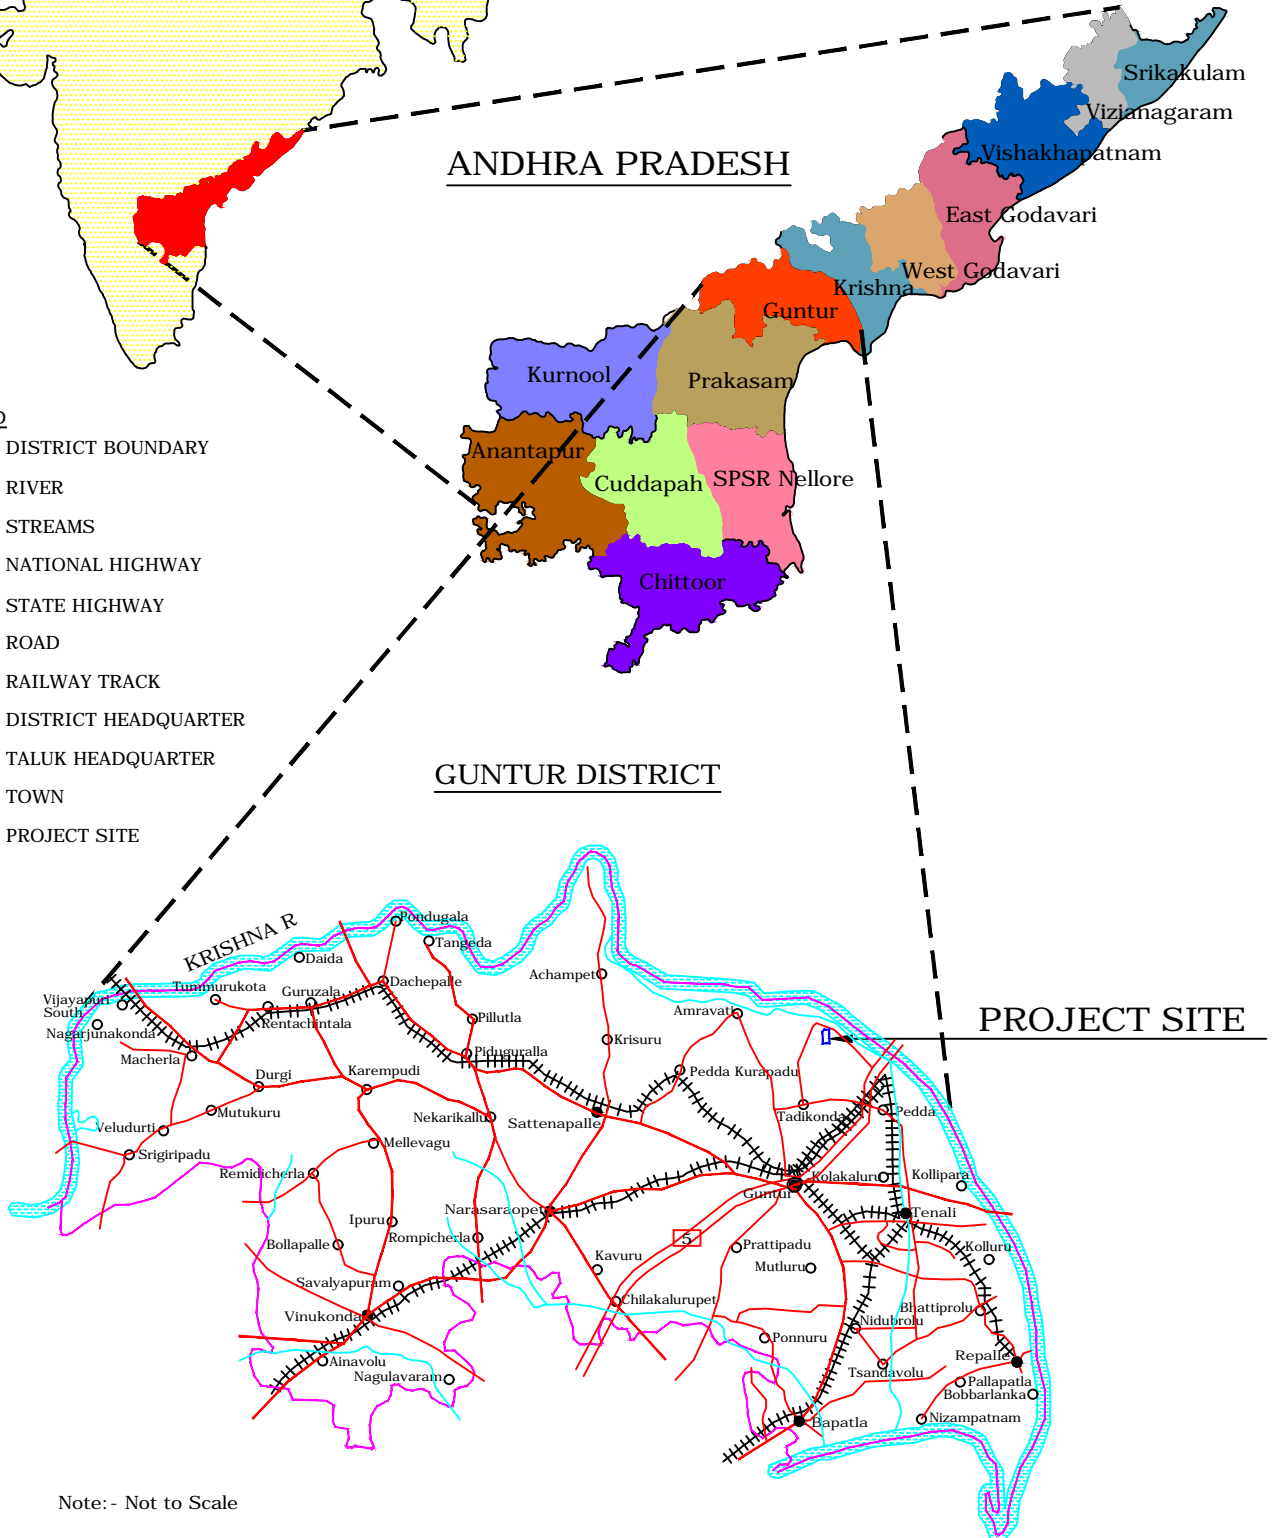 ANDHRA PRADESH
Srikakulam
Vizianagaram
Vishakhapatnam
East Godavari
West Godavari
Krishna
Guntur
Kurnool
Prakasam
Anantapur
Cuddapah
SPSR Nellore
Chittoor
D
DISTRICT BOUNDARY
RIVER
STREAMS
NATIONAL HIGHWAY
STATE HIGHWAY
ROAD
RAILWAY TRACK
DISTRICT HEADQUARTER
TALUK HEADQUARTER
TOWN
PROJECT SITE
GUNTUR DISTRICT
KRISHNA R
Pondugala
Tangeda
Daida
Achampet
Dachepalle
Tummurukota
Guruzala
Vijayapuri
South
Rentachintala
Nagarjunakonda
Pillutla
Amravati
PROJECT SITE
Krisuru
Macherla
Piduguralla
Pedda Kurapadu
Durgi
Karempudi
Mutukuru
Nekarikallu
Sattenapalle
Tadikonda
Pedda
Veludurti
Mellevagu
Srigiripadu
Remidicherla
Kolakaluru
Kollipara
Guntur
Narasaraopet
Tenali
Ipuru
Rompicherla
5
Bollapalle
Prattipadu
Kolluru
Kavuru
Mutluru
Savalyapuram
Chilakalurupet
Vinukonda
Bhattiprolu
Nidubrolu
Ponnuru
Ainavolu
Repalle
Nagulavaram
Tsandavolu
Pallapatla
Bobbarlanka
Bapatla
Nizampatnam
Note:- Not to Scale